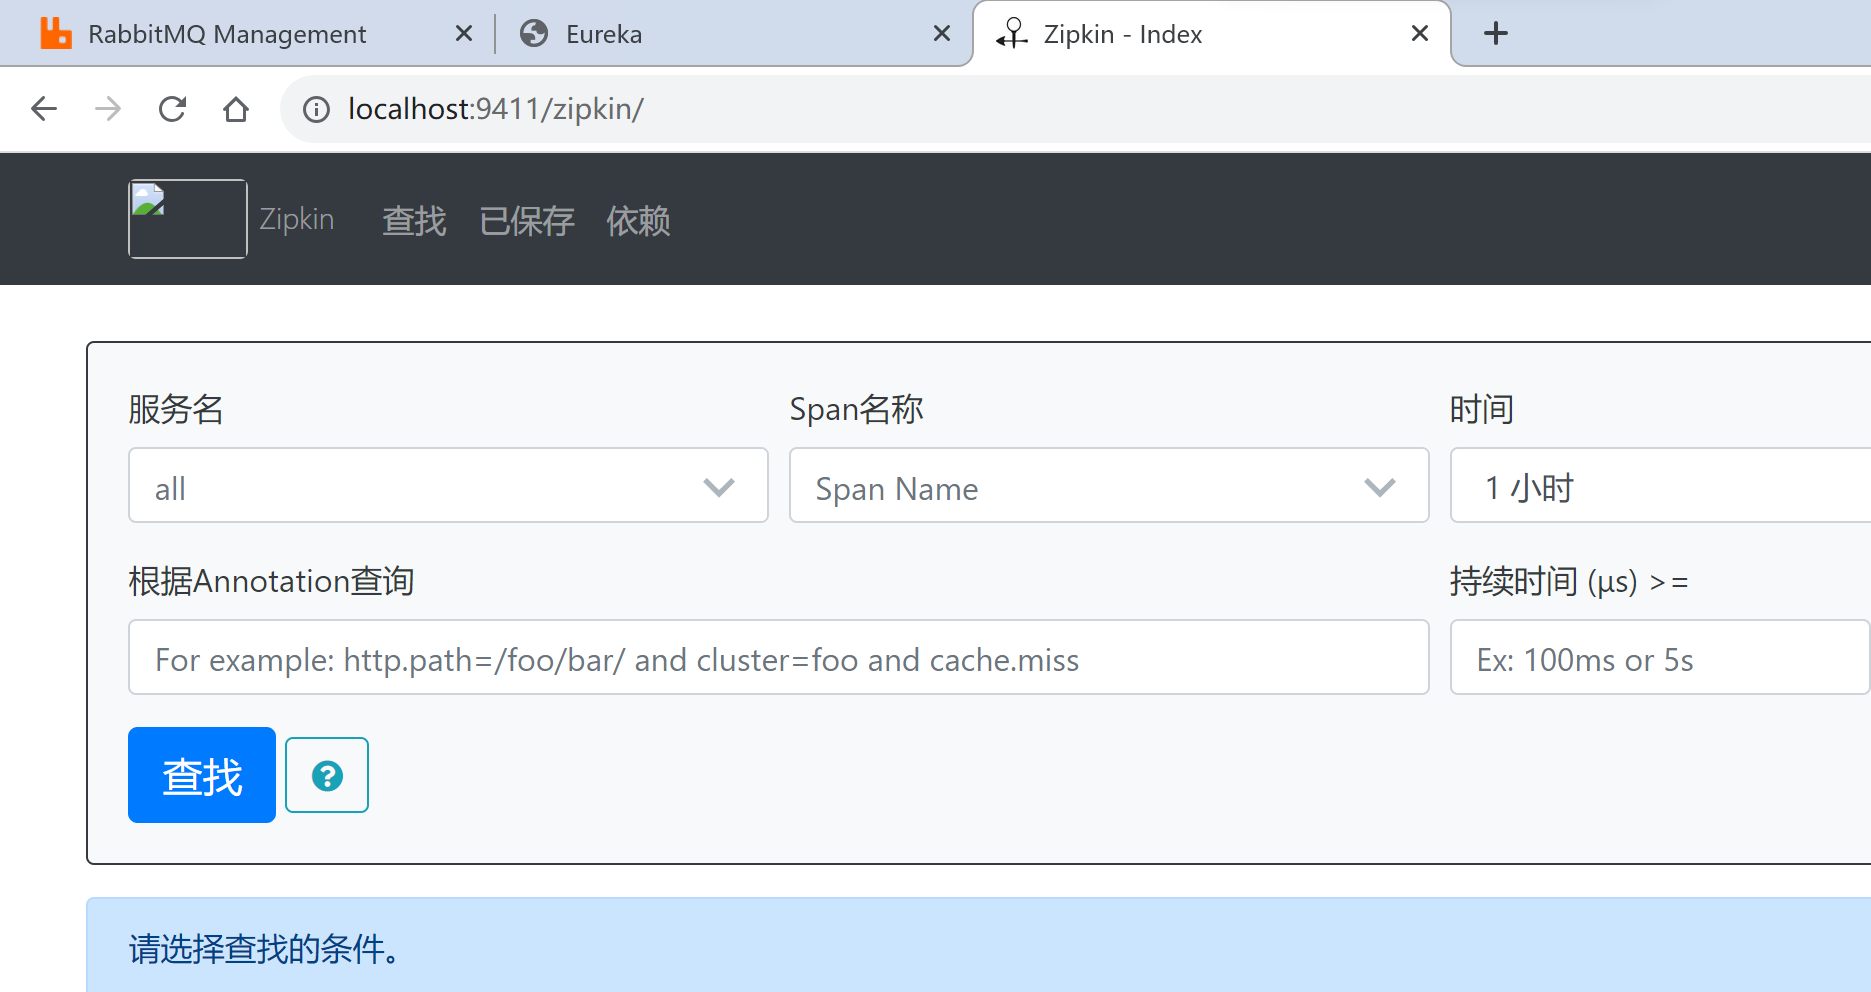 RabbitMQ Management
Eureka
Zipkin - Index
localhost:9411/zipkin/
Zipkin 查找 已保存 依赖
服务名 Span名称 时间
all Span Name 1 小时
根据Annotation查询 持续时间 (μs) >=
For example: http.path=/foo/bar/ and cluster=foo and cache.miss Ex: 100ms or 5s
查找
请选择查找的条件。